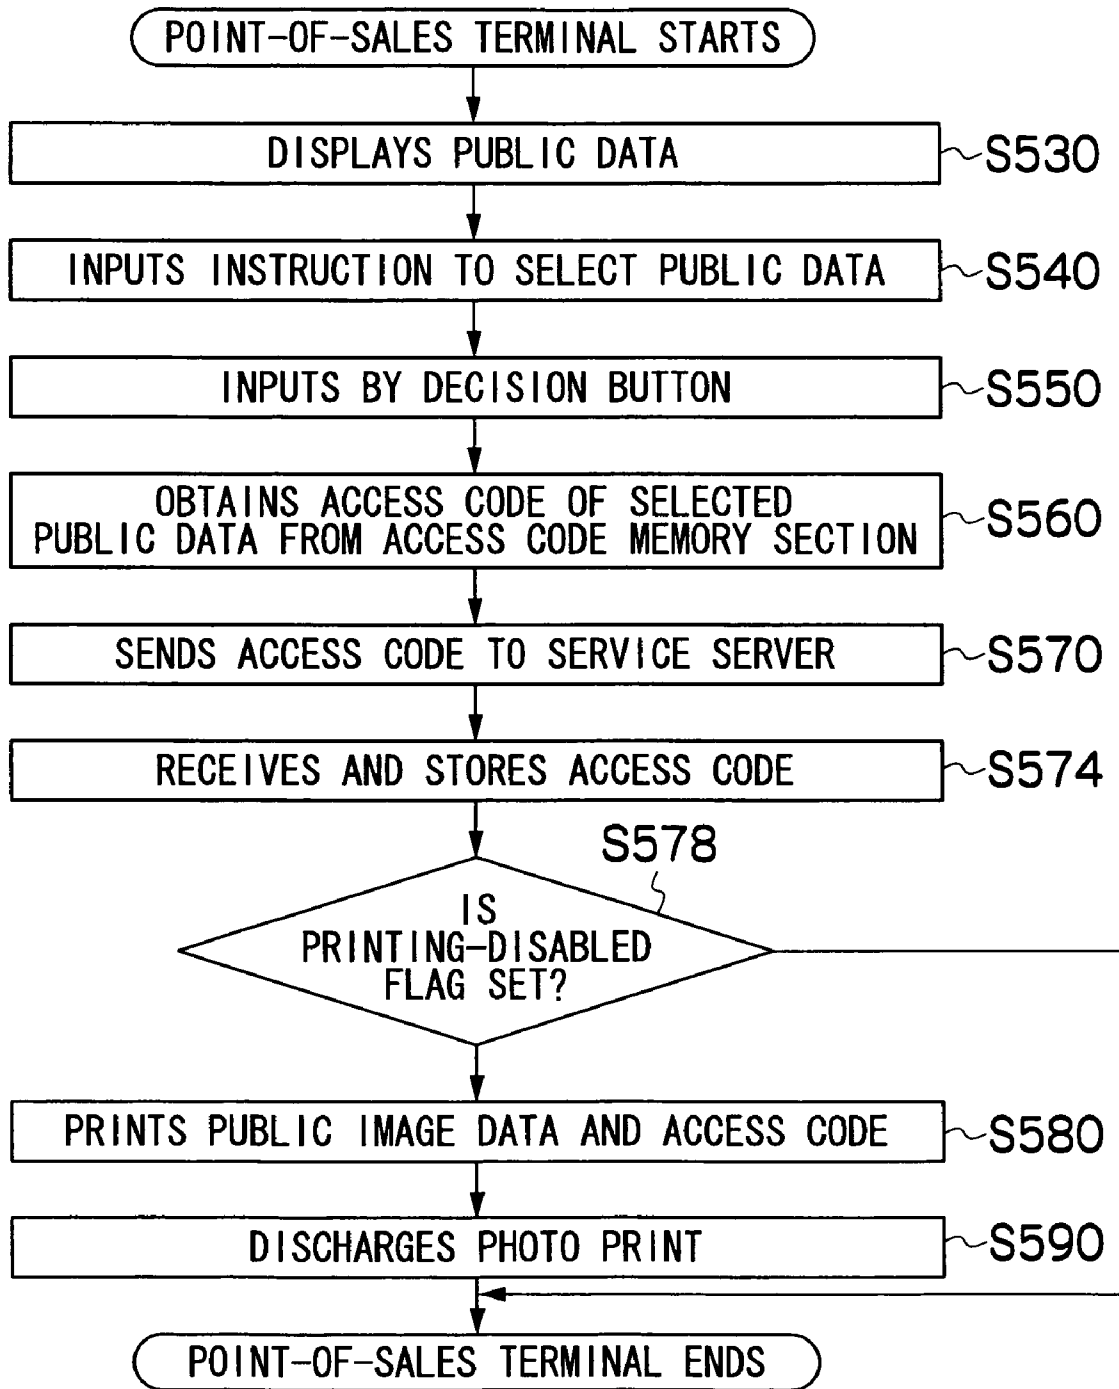 POINT-OF-SALES TERMINAL STARTS
DISPLAYS PUBLIC DATA
S530
INPUTS INSTRUCTION TO SELECT PUBLIC DATA
S540
INPUTS BY DECISION BUTTON
S550
OBTAINS ACCESS CODE OF SELECTED
PUBLIC DATA FROM ACCESS CODE MEMORY SECTION
S560
SENDS ACCESS CODE TO SERVICE SERVER
S570
RECEIVES AND STORES ACCESS CODE
S574
S578
IS
PRINTING-DISABLED
FLAG SET?
PRINTS PUBLIC IMAGE DATA AND ACCESS CODE
S580
DISCHARGES PHOTO PRINT
S590
POINT-OF-SALES TERMINAL ENDS